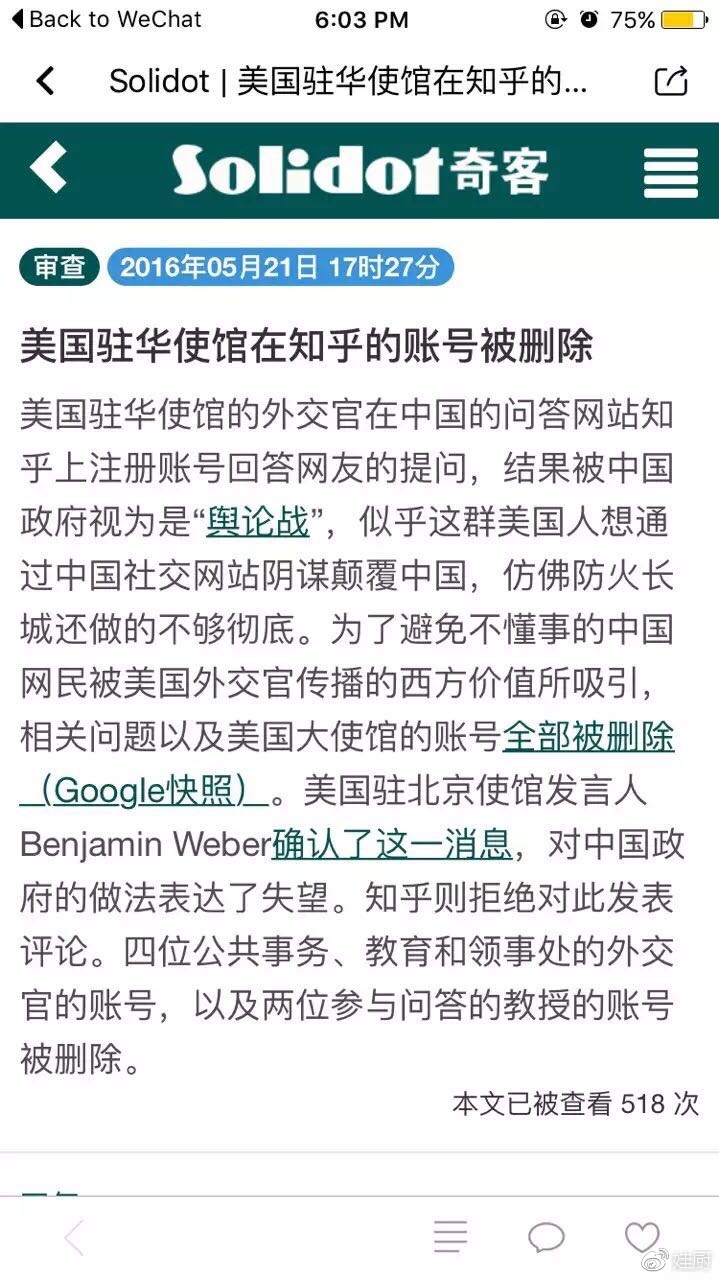 Back to WeChat 6:03 PM 75%
Solidot | 美国驻华使馆在知乎的...
Solidot奇客
审查 2016年05月21日 17时27分
美国驻华使馆在知乎的账号被删除
美国驻华使馆的外交官在中国的问答网站知
乎上注册账号回答网友的提问，结果被中国
政府视为是“舆论战”，似乎这群美国人想通
过中国社交网站阴谋颠覆中国，仿佛防火长
城还做的不够彻底。为了避免不懂事的中国
网民被美国外交官传播的西方价值所吸引，
相关问题以及美国大使馆的账号全部被删除
（Google快照）。美国驻北京使馆发言人
Benjamin Weber确认了这一消息，对中国政
府的做法表达了失望。知乎则拒绝对此发表
评论。四位公共事务、教育和领事处的外交
官的账号，以及两位参与问答的教授的账号
被删除。
本文已被查看 518 次